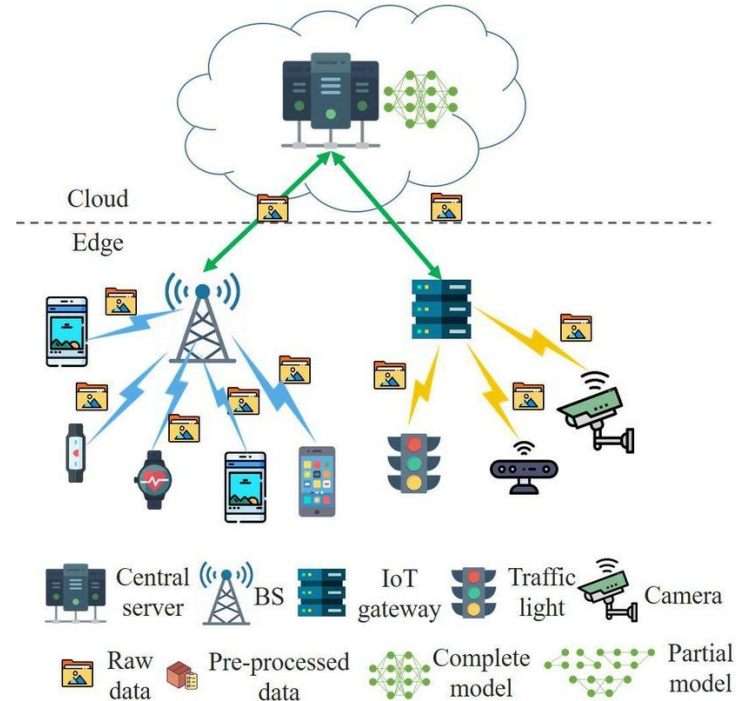 Cloud
Edge
Central
server
BS
IoT
gateway
Traffic
light
Camera
Raw
data
Pre-processed
data
Complete
model
Partial
model